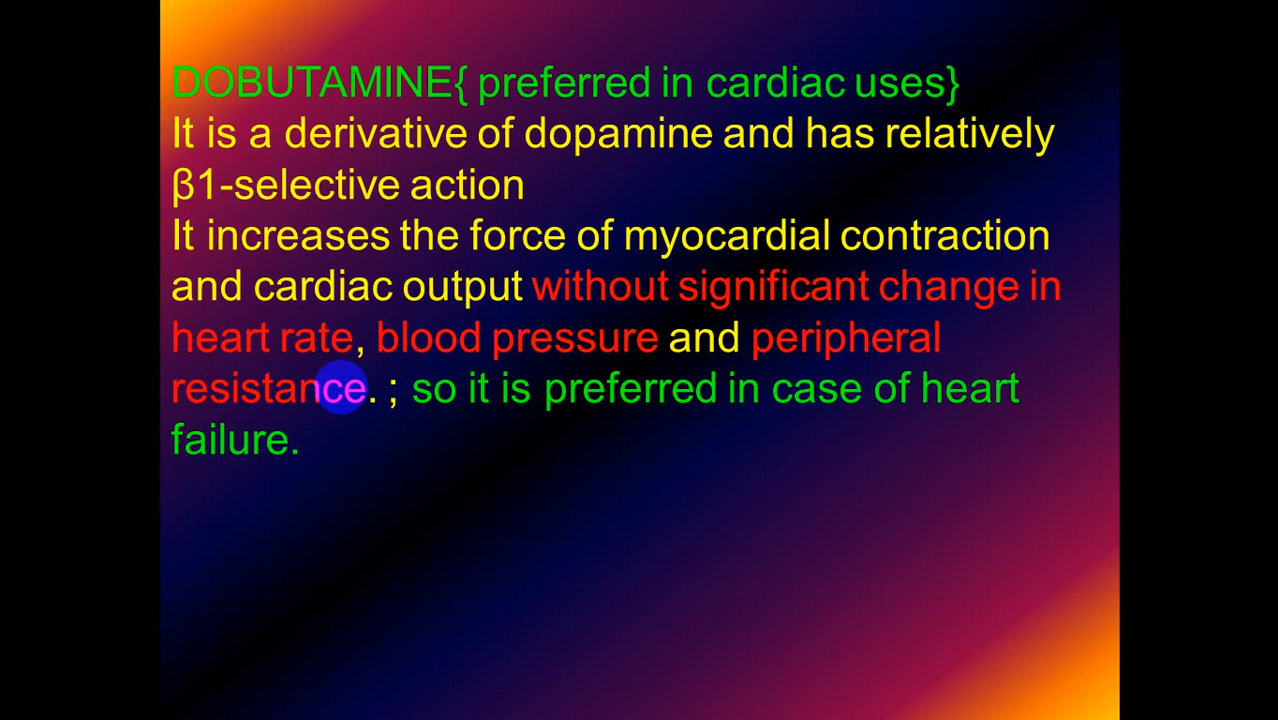 DOBUTAMINE{ preferred in cardiac uses}
It is a derivative of dopamine and has relatively
β1-selective action
It increases the force of myocardial contraction
and cardiac output without significant change in
heart rate, blood pressure and peripheral
resistance. ; so it is preferred in case of heart
failure.